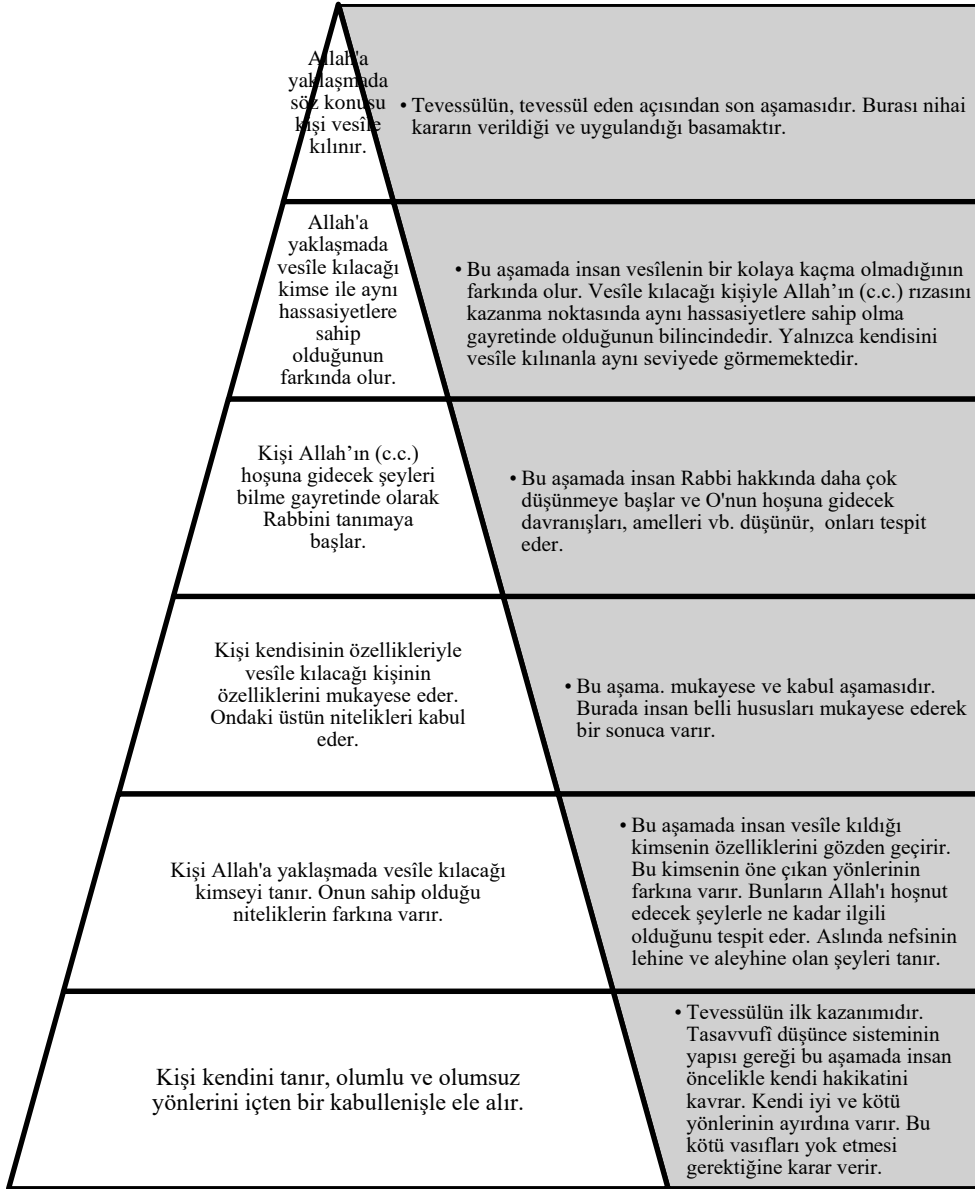 Allah'a
yaklaşmada
söz konusu
kişi vesîle
kılınır.
• Tevessülün, tevessül eden açısından son aşamasıdır. Burası nihai
kararın verildiği ve uygulandığı basamaktır.
Allah'a
yaklaşmada
vesîle kılacağı
kimse ile aynı
hassasiyetlere
sahip
olduğunun
farkında olur.
• Bu aşamada insan vesîlenin bir kolaya kaçma olmadığının
farkında olur. Vesîle kılacağı kişiyle Allah’ın (c.c.) rızasını
kazanma noktasında aynı hassasiyetlere sahip olma
gayretinde olduğunun bilincindedir. Yalnızca kendisini
vesîle kılınanla aynı seviyede görmemektedir.
Kişi Allah’ın (c.c.)
hoşuna gidecek şeyleri
bilme gayretinde olarak
Rabbini tanımaya
başlar.
• Bu aşamada insan Rabbi hakkında daha çok
düşünmeye başlar ve O'nun hoşuna gidecek
davranışları, amelleri vb. düşünür, onları tespit
eder.
Kişi kendisinin özellikleriyle
vesîle kılacağı kişinin
özelliklerini mukayese eder.
Ondaki üstün nitelikleri kabul
eder.
• Bu aşama. mukayese ve kabul aşamasıdır.
Burada insan belli hususları mukayese ederek
bir sonuca varır.
Kişi Allah'a yaklaşmada vesîle kılacağı
kimseyi tanır. Onun sahip olduğu
niteliklerin farkına varır.
• Bu aşamada insan vesîle kıldığı
kimsenin özelliklerini gözden geçirir.
Bu kimsenin öne çıkan yönlerinin
farkına varır. Bunların Allah'ı hoşnut
edecek şeylerle ne kadar ilgili
olduğunu tespit eder. Aslında nefsinin
lehine ve aleyhine olan şeyleri tanır.
Kişi kendini tanır, olumlu ve olumsuz
yönlerini içten bir kabullenişle ele alır.
• Tevessülün ilk kazanımıdır.
Tasavvufî düşünce sisteminin
yapısı gereği bu aşamada insan
öncelikle kendi hakikatini
kavrar. Kendi iyi ve kötü
yönlerinin ayırdına varır. Bu
kötü vasıfları yok etmesi
gerektiğine karar verir.